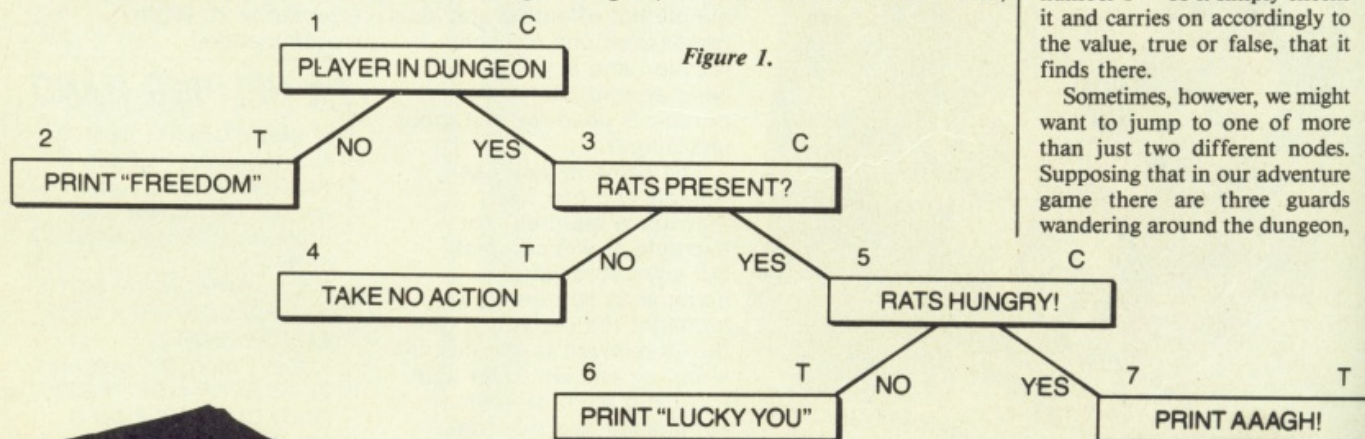 number
it and carries on accordingly to
the value, true or false, that it
finds there.
Sometimes, however, we might
want to jump to one of more
than just two different nodes.
Supposing that in our adventure
game there are three guards
wandering around the dungeon,
Figure 1.
1 C
PLAYER IN DUNGEON
NO YES
2 T
PRINT “FREEDOM”
3 C
RATS PRESENT?
NO YES
4 T
TAKE NO ACTION
5 C
RATS HUNGRY!
NO YES
6 T
PRINT “LUCKY YOU”
7 T
PRINT AAAGH!